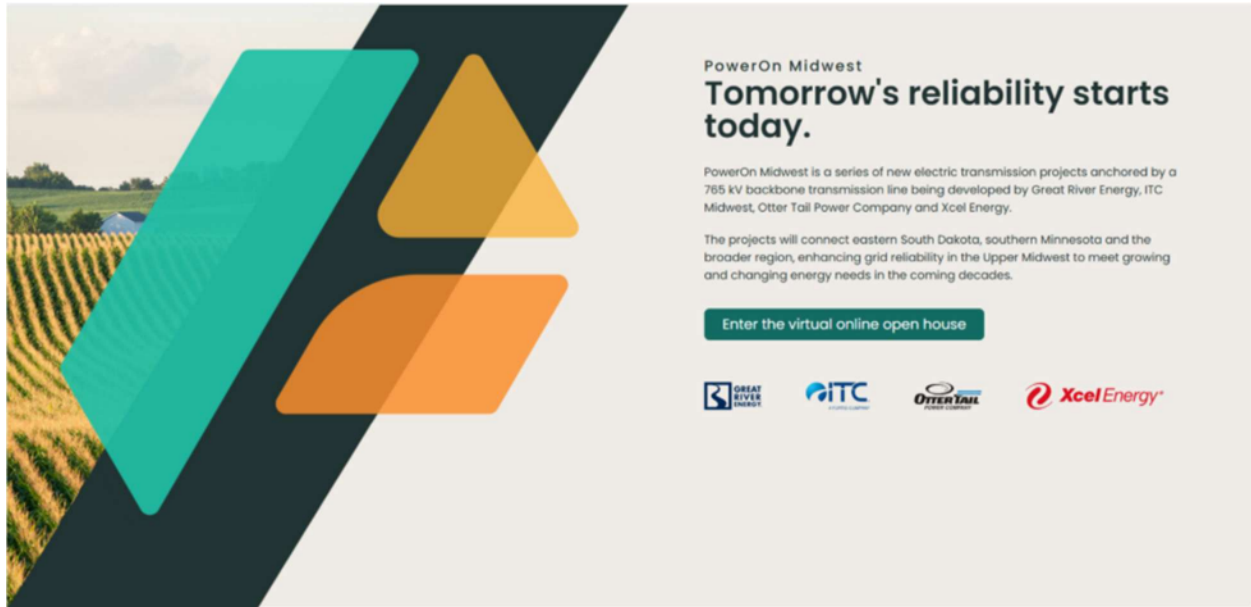 PowerOn Midwest
Tomorrow's reliability starts
today.
PowerOn Midwest is a series of new electric transmission projects anchored by a
765 kV backbone transmission line being developed by Great River Energy, ITC
Midwest, Otter Tail Power Company and Xcel Energy.
The projects will connect eastern South Dakota, southern Minnesota and the
broader region, enhancing grid reliability in the Upper Midwest to meet growing
and changing energy needs in the coming decades.
Enter the virtual online open house
GREAT
RIVER
ENERGY
ITC
OTTER TAIL
POWER COMPANY
Xcel Energy®